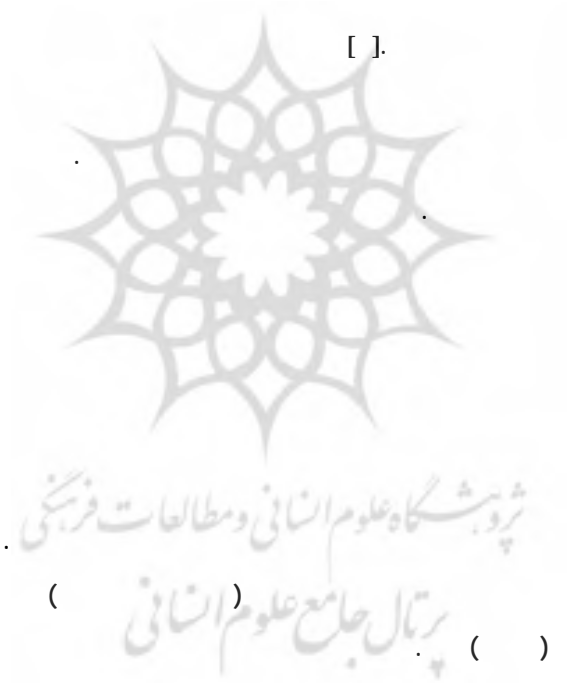 [ ].
.
.
پژوهشگاه علوم انسانی و مطالعات فرهنگی
.
( )
پرتال جامع علوم انسانی
. ( )